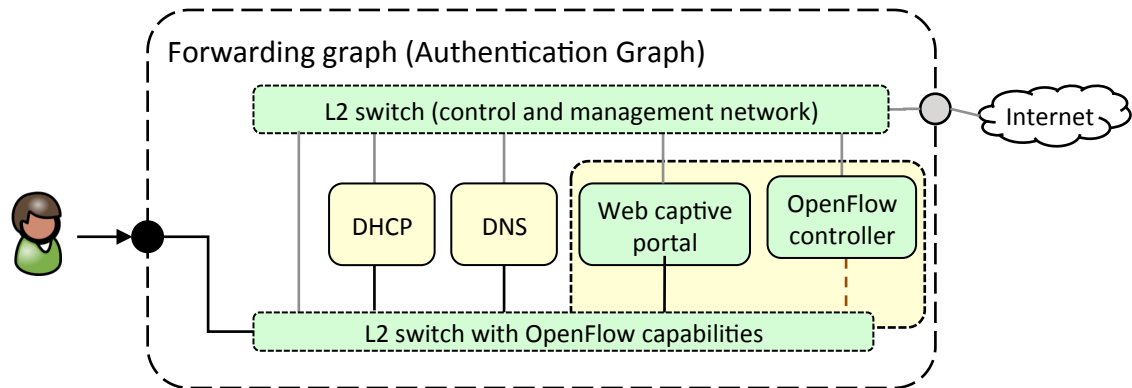 Forwarding graph (Authentication Graph)
L2 switch (control and management network)
Internet
DHCP
DNS
Web captive
portal
OpenFlow
controller
L2 switch with OpenFlow capabilities